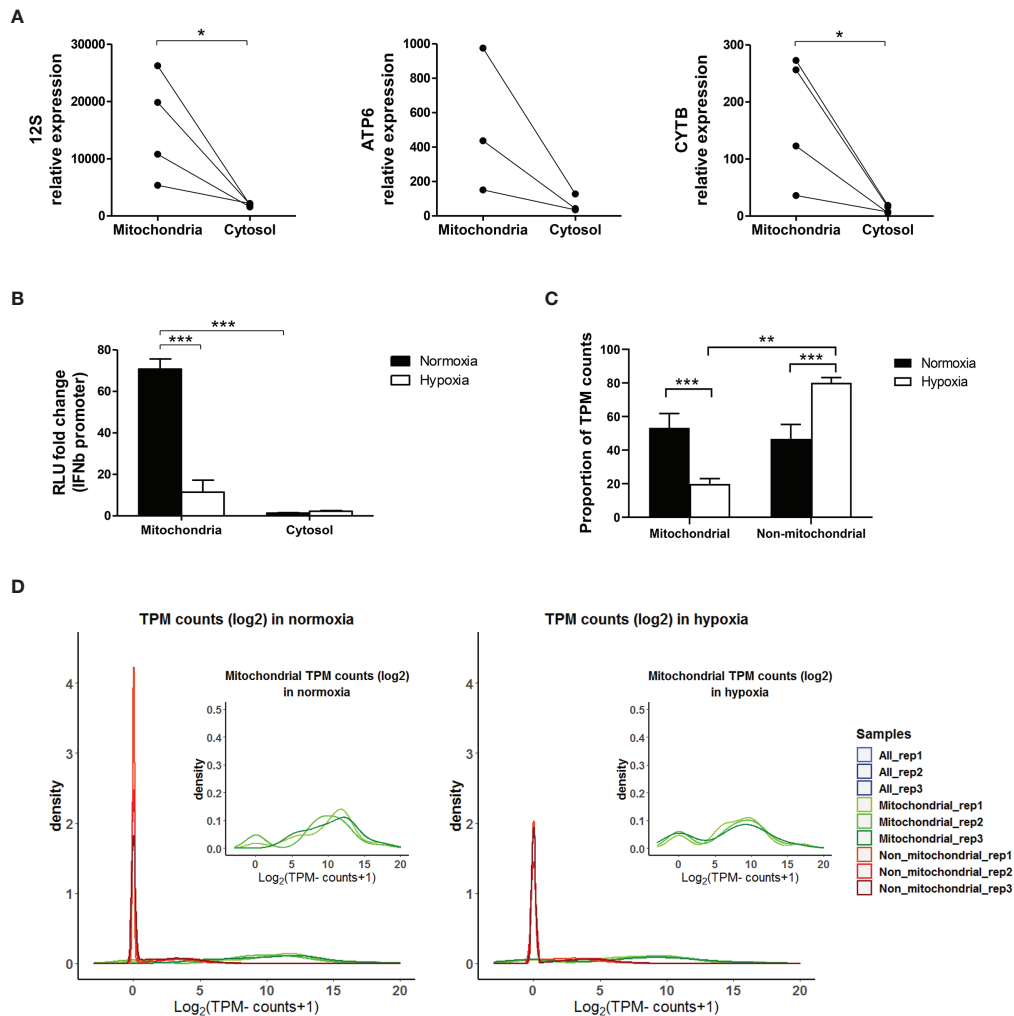 A
12S
relative expression
30000
20000
10000
0
*
Mitochondria
Cytosol
ATP6
relative expression
1000
800
600
400
200
0
Mitochondria
Cytosol
CYTB
relative expression
300
200
100
0
*
Mitochondria
Cytosol
B
RLU fold change
(IFNb promoter)
80
60
40
20
0
***
***
Mitochondria
Cytosol
Normoxia
Hypoxia
C
Proportion of TPM counts
100
80
60
40
20
0
**
***
***
Mitochondrial
Non-mitochondrial
Normoxia
Hypoxia
D
TPM counts (log2) in normoxia
density
4
3
2
1
0
0
5
10
15
20
Log2(TPM- counts+1)
Mitochondrial TPM counts (log2)
in normoxia
density
0.5
0.4
0.3
0.2
0.1
0.0
0
5
10
15
20
Log2(TPM- counts+1)
TPM counts (log2) in hypoxia
density
4
3
2
1
0
0
5
10
15
20
Log2(TPM- counts+1)
Mitochondrial TPM counts (log2)
in hypoxia
density
0.5
0.4
0.3
0.2
0.1
0.0
0
5
10
15
20
Log2(TPM- counts+1)
Samples
All_rep1
All_rep2
All_rep3
Mitochondrial_rep1
Mitochondrial_rep2
Mitochondrial_rep3
Non_mitochondrial_rep1
Non_mitochondrial_rep2
Non_mitochondrial_rep3